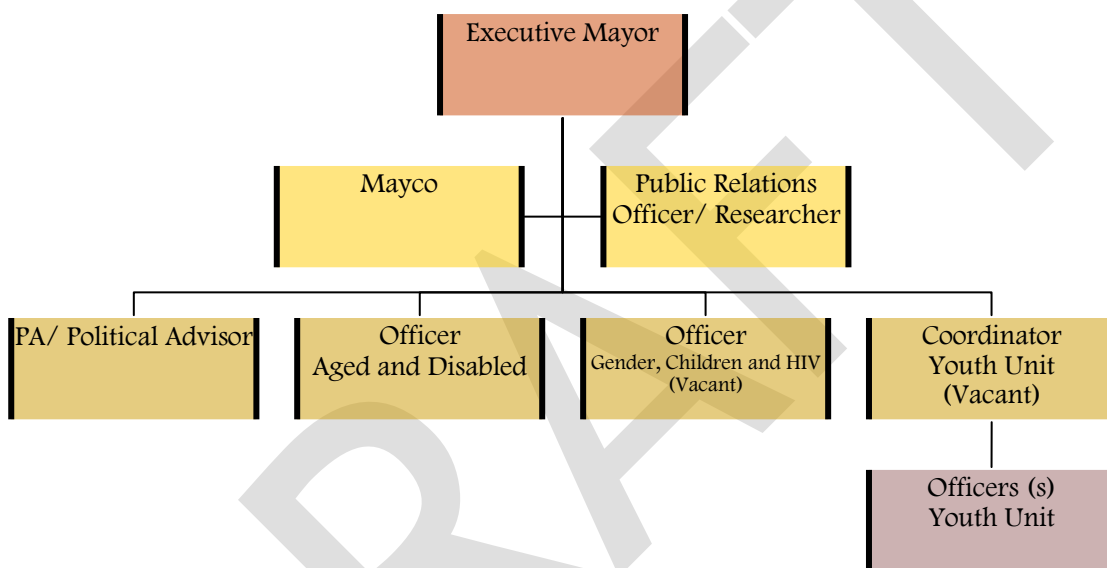 Executive Mayor
Mayco
Public Relations
Officer/ Researcher
PA/ Political Advisor
Officer
Aged and Disabled
Officer
Gender, Children and HIV
(Vacant)
Coordinator
Youth Unit
(Vacant)
Officers (s)
Youth Unit
DRAFT